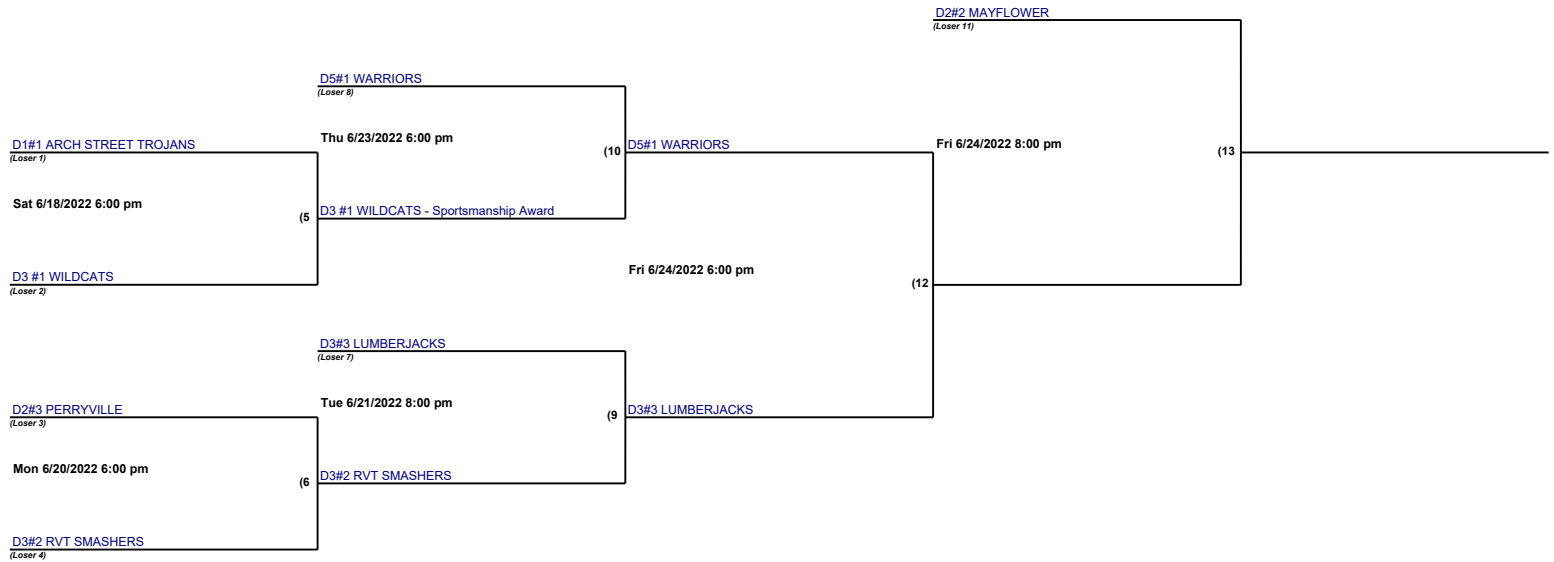 D2#2 MAYFLOWER
(Loser 11)
D5#1 WARRIORS
(Loser 8)
Thu 6/23/2022 6:00 pm
D1#1 ARCH STREET TROJANS
(Loser 1)
(10
D5#1 WARRIORS
Fri 6/24/2022 8:00 pm
(13
Sat 6/18/2022 6:00 pm
(5
D3 #1 WILDCATS - Sportsmanship Award
D3 #1 WILDCATS
(Loser 2)
Fri 6/24/2022 6:00 pm
(12
D3#3 LUMBERJACKS
(Loser 7)
Tue 6/21/2022 8:00 pm
D2#3 PERRYVILLE
(Loser 3)
(9
D3#3 LUMBERJACKS
Mon 6/20/2022 6:00 pm
(6
D3#2 RVT SMASHERS
D3#2 RVT SMASHERS
(Loser 4)